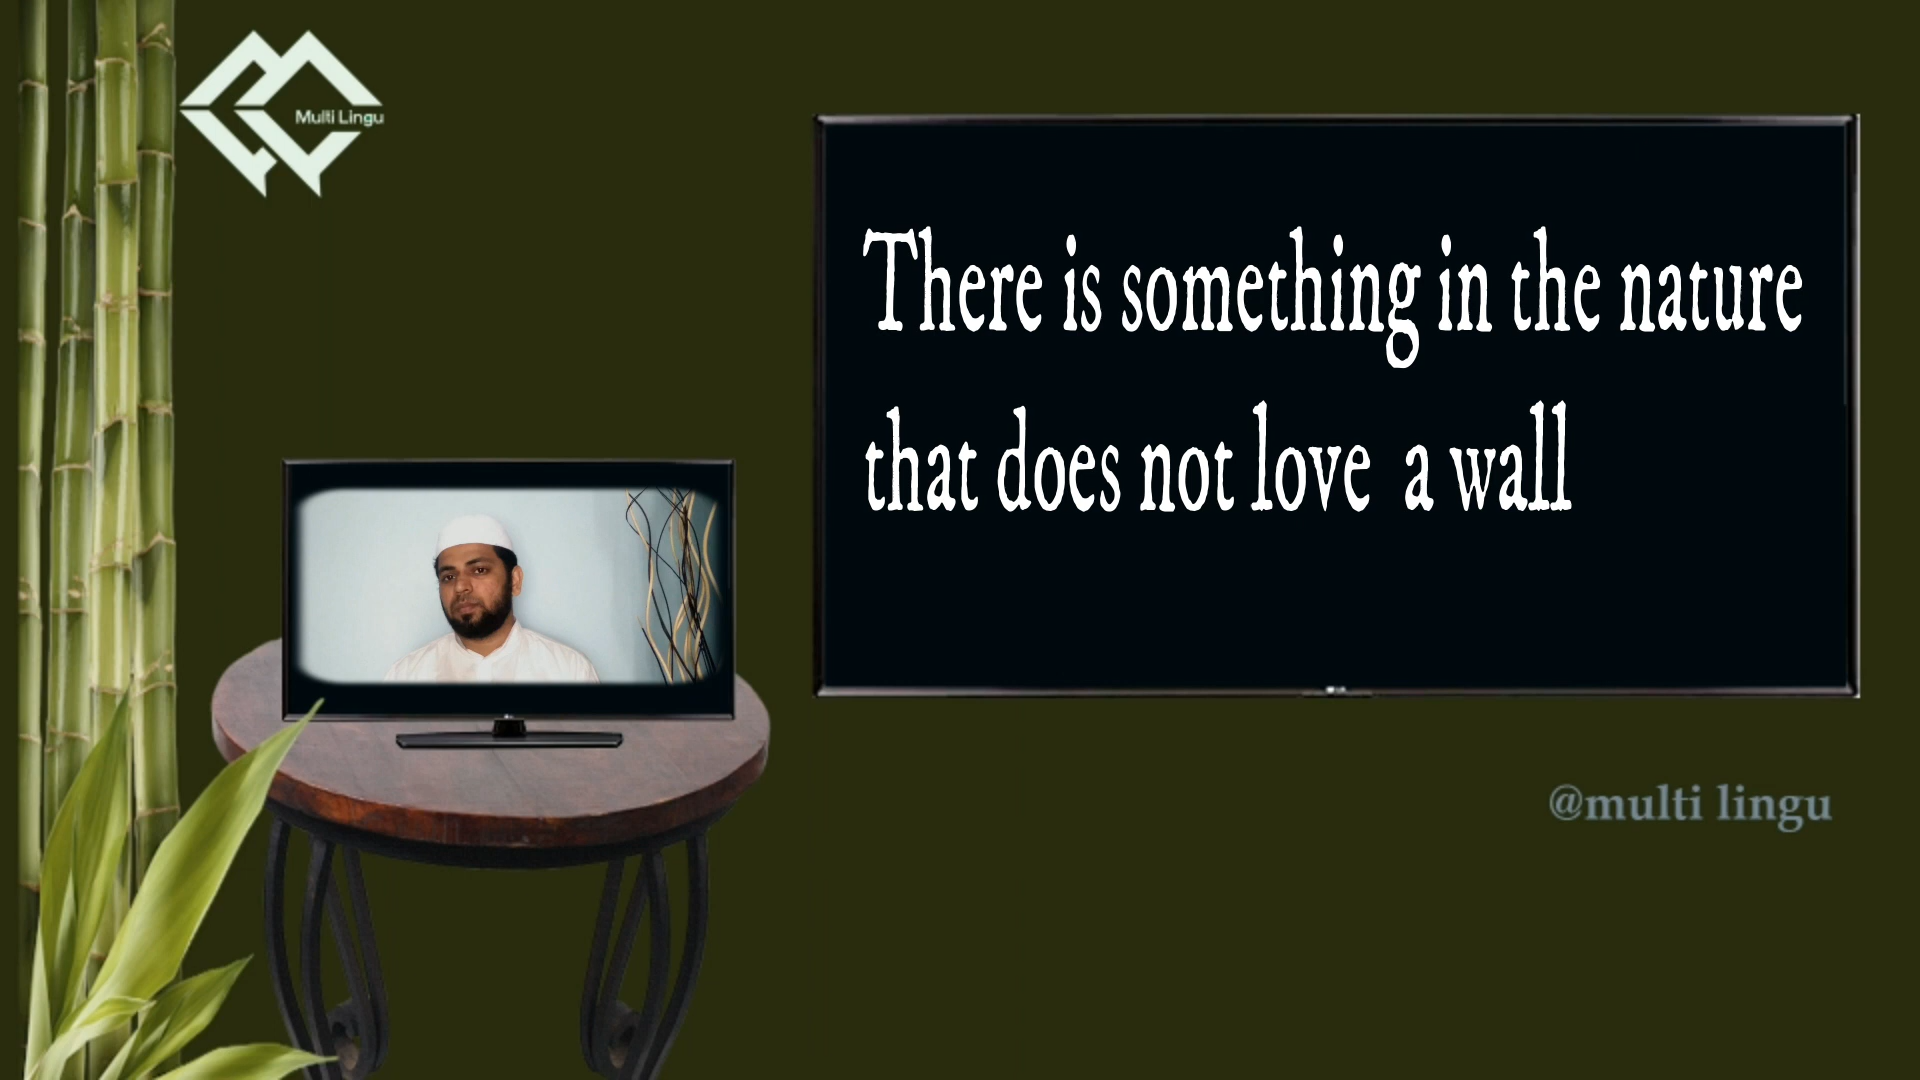 Multi Lingu
There is something in the nature
that does not love a wall
@multi lingu